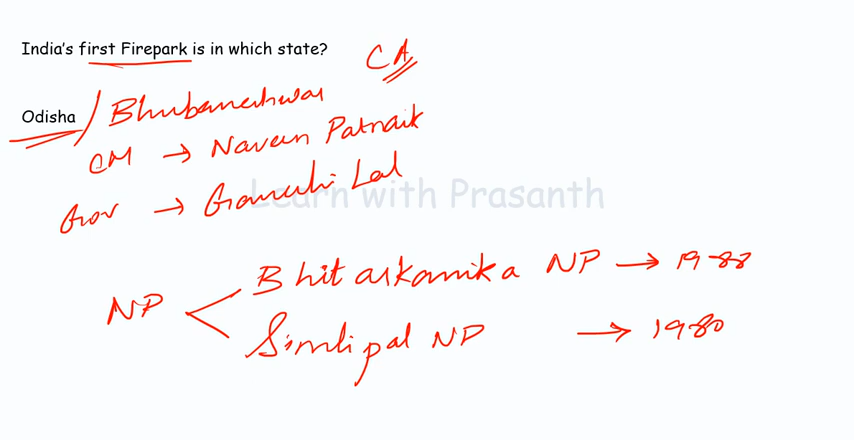 India's first Firepark is in which state?
CA
Odisha / Bhubaneshwar
CM → Naveen Patnaik
Gov → Ganeshi Lal
Learn with Prasanth
NP
Bhitarkanika NP → 1988
Simlipal NP → 1980